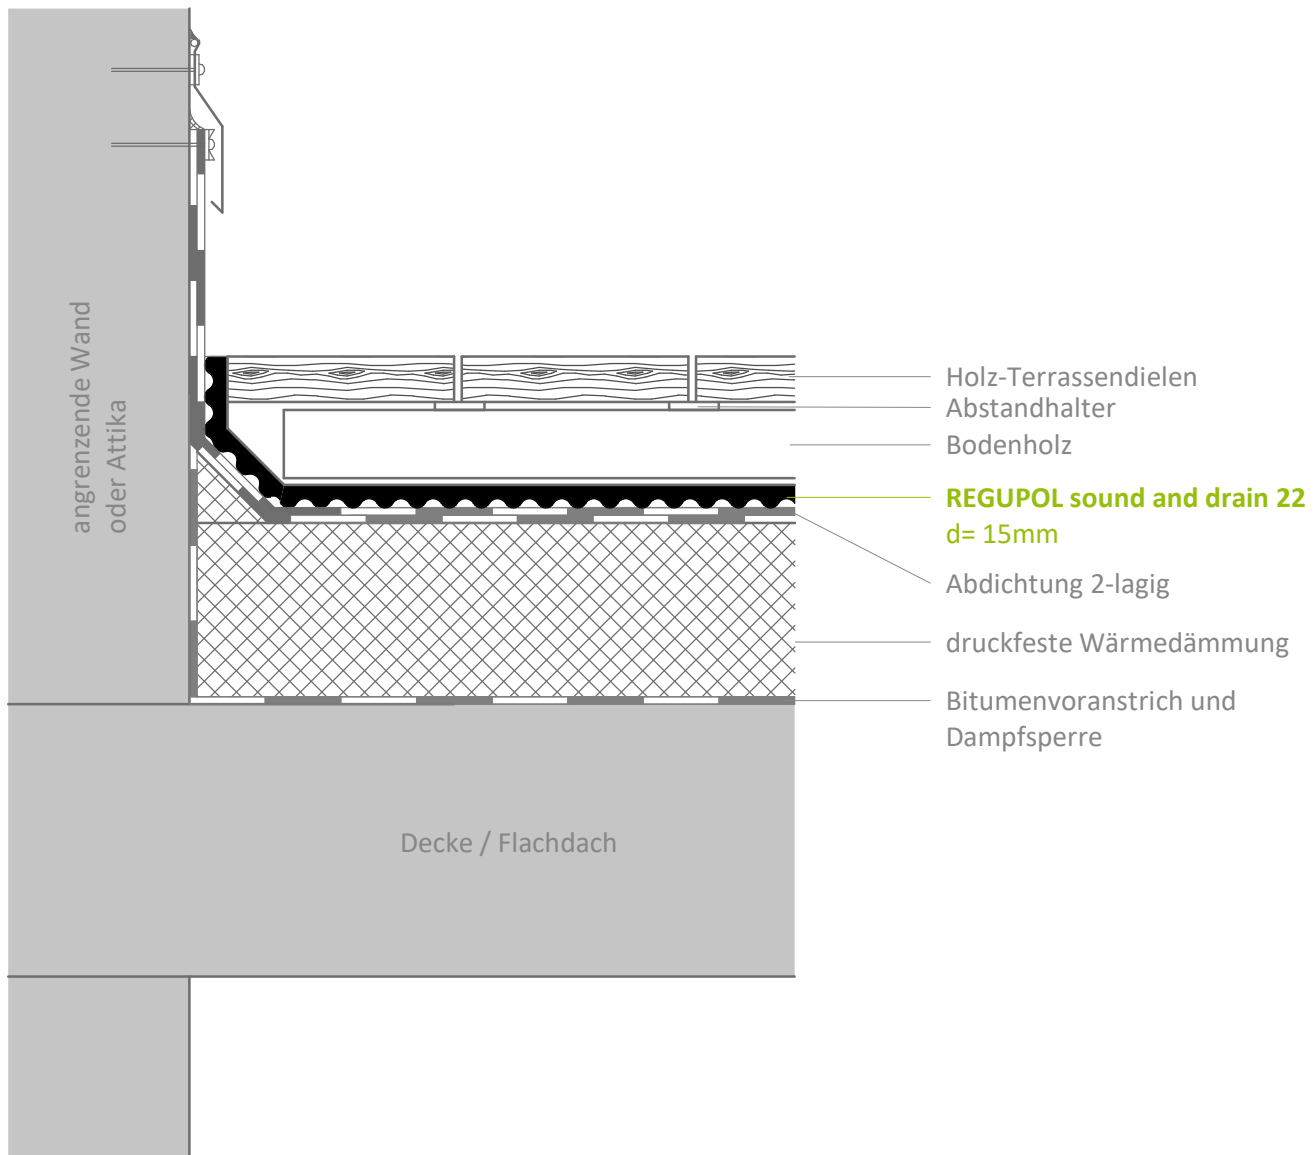 angrenzende Wand
oder Attika
Holz-Terrassendielen
Abstandhalter
Bodenholz
REGUPOL sound and drain 22
d= 15mm
Abdichtung 2-lagig
druckfeste Wärmedämmung
Bitumenvoranstrich und
Dampfsperre
Decke / Flachdach